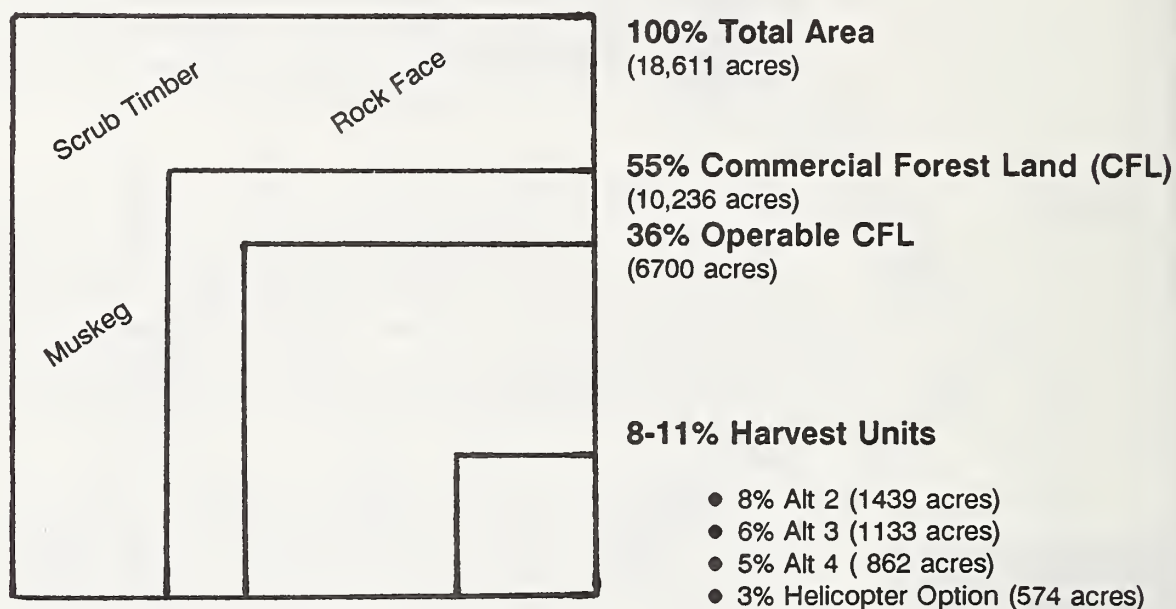 100% Total Area
(18,611 acres)
Scrub Timber
Rock Face
55% Commercial Forest Land (CFL)
(10,236 acres)
36% Operable CFL
(6700 acres)
Muskeg
8-11% Harvest Units
● 8% Alt 2 (1439 acres)
● 6% Alt 3 (1133 acres)
● 5% Alt 4 ( 862 acres)
● 3% Helicopter Option (574 acres)